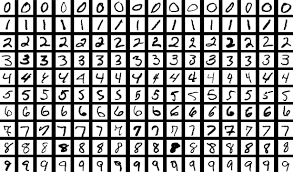 0 0 0 0 0 0 0 0 0 0 0 0 0 0 0 0
1 1 1 1 1 1 1 1 1 1 1 1 1 1 1 1
2 2 2 2 2 2 2 2 2 2 2 2 2 2 2 2
3 3 3 3 3 3 3 3 3 3 3 3 3 3 3 3
4 4 4 4 4 4 4 4 4 4 4 4 4 4 4 4
5 5 5 5 5 5 5 5 5 5 5 5 5 5 5 5
6 6 6 6 6 6 6 6 6 6 6 6 6 6 6 6
7 7 7 7 7 7 7 7 7 7 7 7 7 7 7 7
8 8 8 8 8 8 8 8 8 8 8 8 8 8 8 8
9 9 9 9 9 9 9 9 9 9 9 9 9 9 9 9